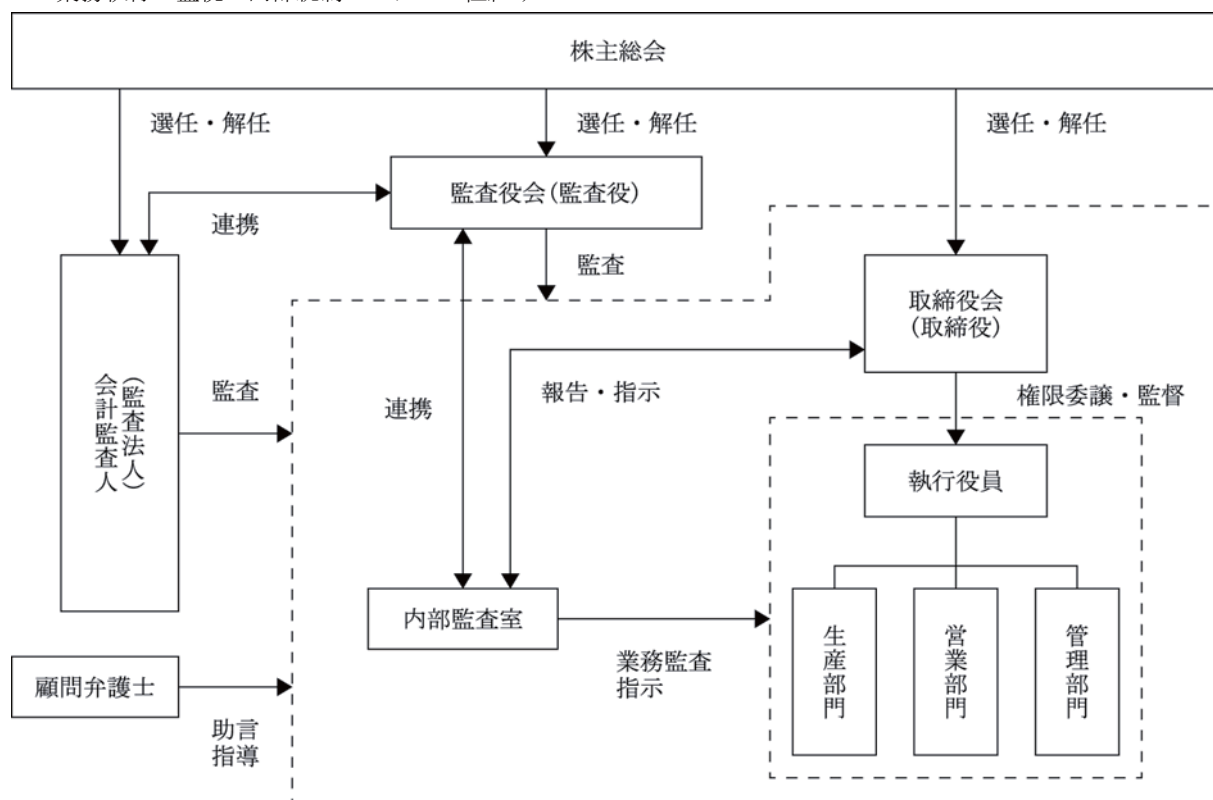 株主総会
選任・解任
選任・解任
選任・解任
監査役会(監査役)
連携
監査
取締役会
(取締役)
会計監査人
(監査法人)
監査
連携
報告・指示
権限委譲・監督
執行役員
内部監査室
業務監査
指示
生産部門
営業部門
管理部門
顧問弁護士
助言
指導